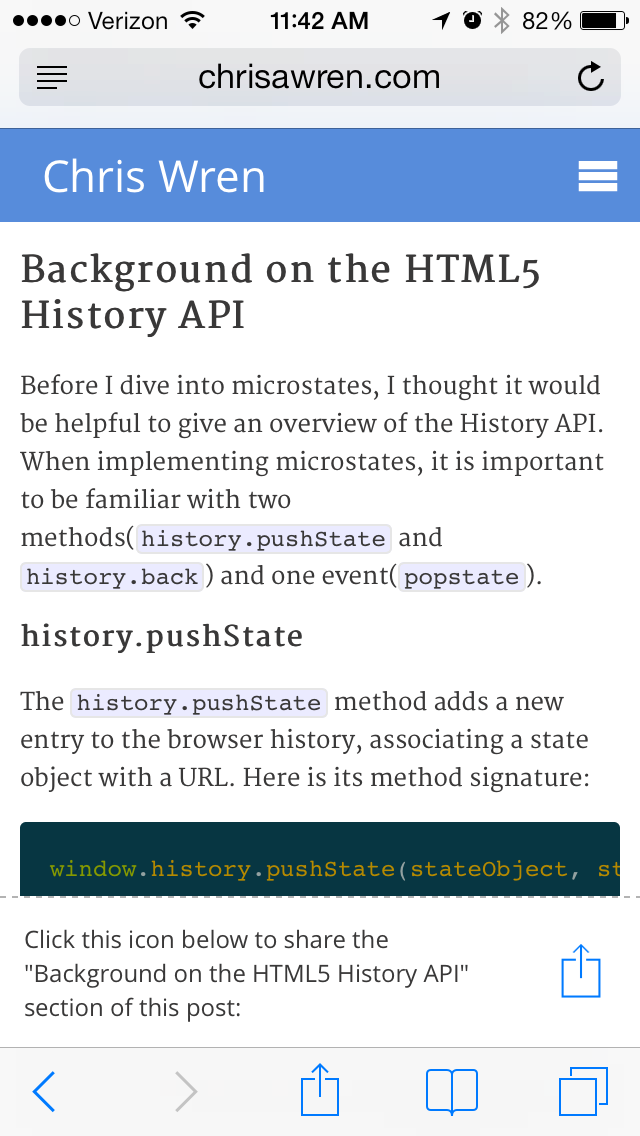 Verizon 11:42 AM 82%
chrisawren.com
Chris Wren
Background on the HTML5
History API
Before I dive into microstates, I thought it would
be helpful to give an overview of the History API.
When implementing microstates, it is important
to be familiar with two
methods(history.pushState and
history.back) and one event(popstate).
history.pushState
The history.pushState method adds a new
entry to the browser history, associating a state
object with a URL. Here is its method signature:
window.history.pushState(stateObject, st
Click this icon below to share the
"Background on the HTML5 History API"
section of this post: